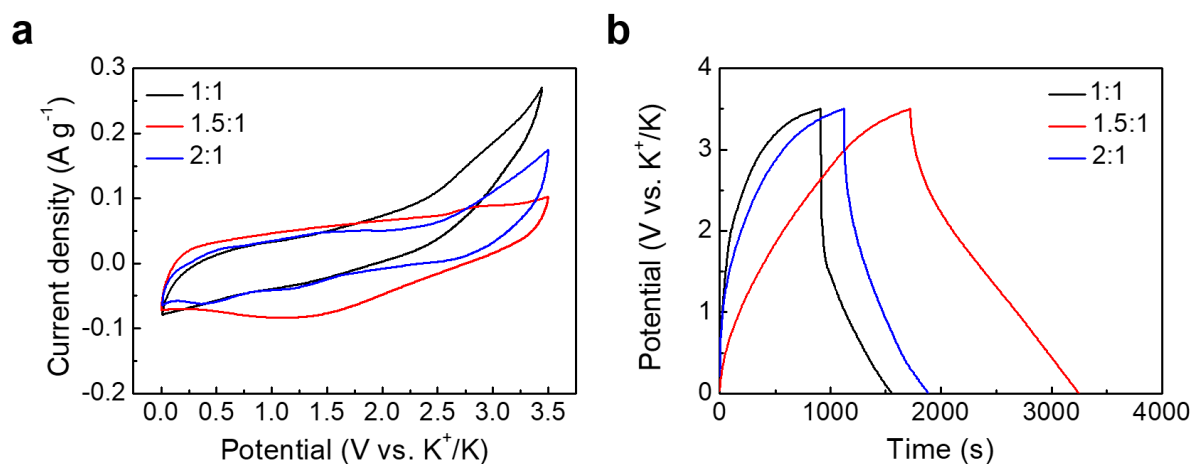 a
0.3
0.2
0.1
0.0
-0.1
-0.2
Current density (A g⁻¹)
1:1
1.5:1
2:1
0.0 0.5 1.0 1.5 2.0 2.5 3.0 3.5
Potential (V vs. K⁺/K)
b
4
3
2
1
0
Potential (V vs. K⁺/K)
1:1
1.5:1
2:1
0 1000 2000 3000 4000
Time (s)